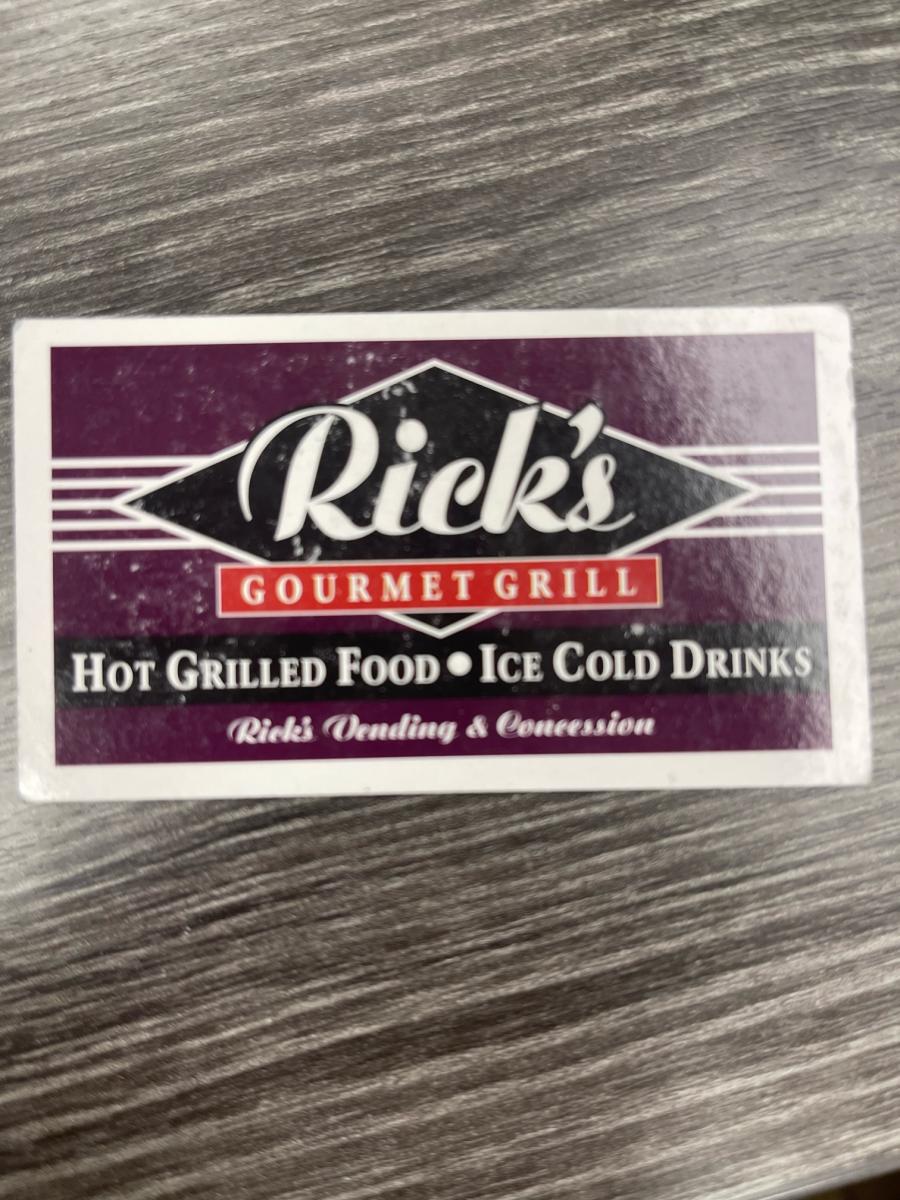 Rick's
GOURMET GRILL
HOT GRILLED FOOD • ICE COLD DRINKS
Rick's Vending & Concession